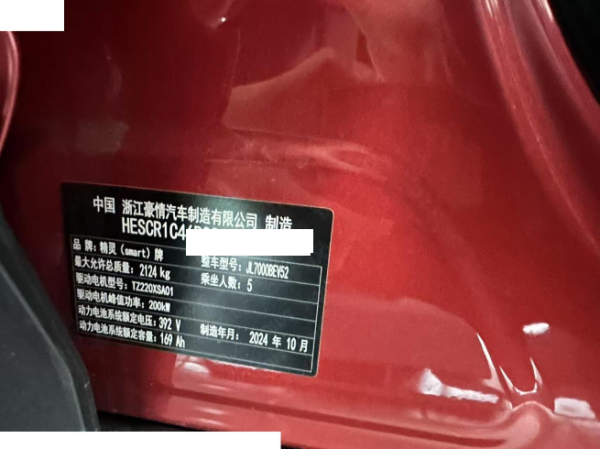 中国 浙江豪情汽车制造有限公司 制造
HESCR1C4
品牌：精灵（smart）牌 整车型号：JL7000BEV52
最大允许总质量：2124 kg 乘坐人数：5
驱动电机型号：TZ220XSA01
驱动电机峰值功率：200kW
动力电池系统额定电压：392 V 制造年月：2024 年 10 月
动力电池系统额定容量：169 Ah